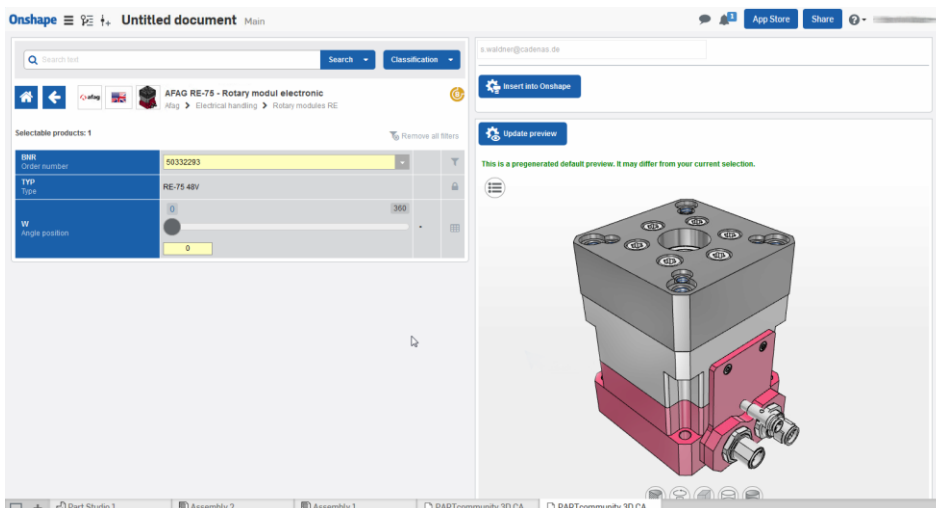 Onshape Untitled document Main
1 App Store Share
Search text Search Classification
s.waldner@cadenas.de
Insert into Onshape
afag AFAG RE-75 - Rotary modul electronic
Afag > Electrical handling > Rotary modules RE
Selectable products: 1 Remove all filters
Update preview
This is a pregenerated default preview. It may differ from your current selection.
BNR
Order number 50332293
TYP
Type RE-75 48V
W
Angle position 0 360
0
Part Studio 1 Assembly 2 Assembly 1 PARTcommunity 3D CA... PARTcommunity 3D CA...